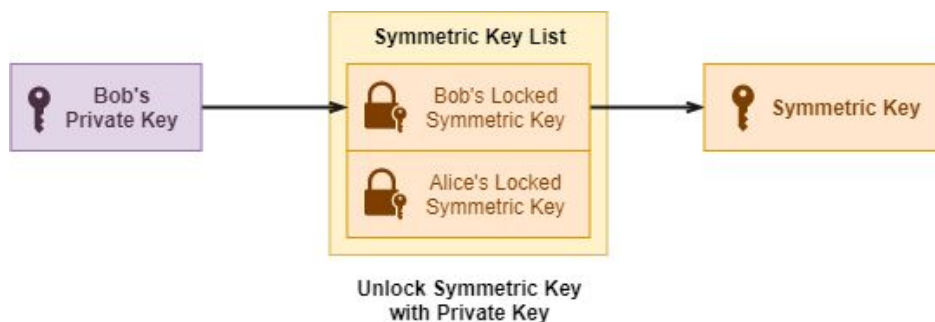 Symmetric Key List
Bob's
Private Key
Bob's Locked
Symmetric Key
Symmetric Key
Alice's Locked
Symmetric Key
Unlock Symmetric Key
with Private Key